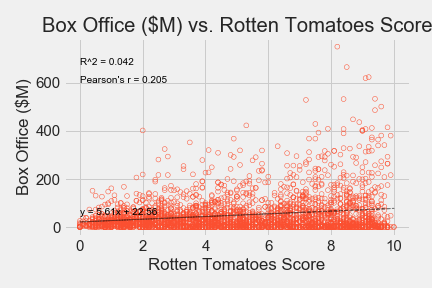 Box Office ($M) vs. Rotten Tomatoes Score
R^2 = 0.042
Pearson's r = 0.205
y = 5.61x + 22.56
Box Office ($M)
600
400
200
0
0 2 4 6 8 10
Rotten Tomatoes Score